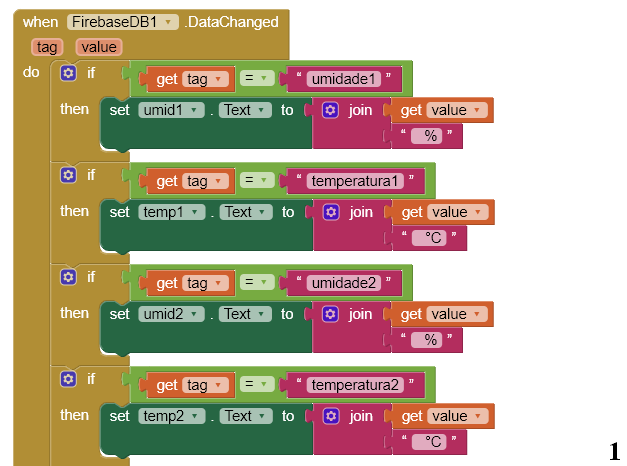 when FirebaseDB1 .DataChanged
tag value
do if get tag = “ umidade1 ”
then set umid1 . Text to join get value
“ % ”
if get tag = “ temperatura1 ”
then set temp1 . Text to join get value
“ °C ”
if get tag = “ umidade2 ”
then set umid2 . Text to join get value
“ % ”
if get tag = “ temperatura2 ”
then set temp2 . Text to join get value
“ °C ”
1